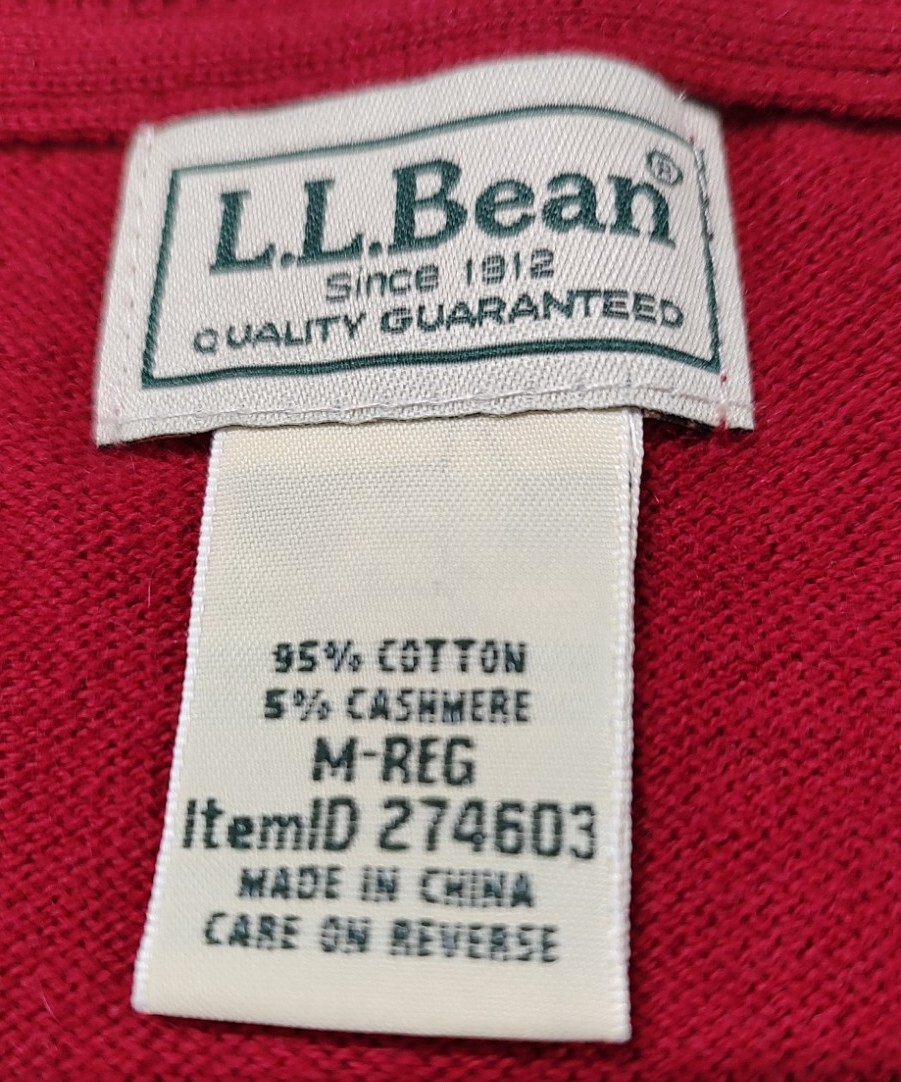 L.L.Bean®
Since 1912
QUALITY GUARANTEED
95% COTTON
5% CASHMERE
M-REG
ItemID 274603
MADE IN CHINA
CARE ON REVERSE